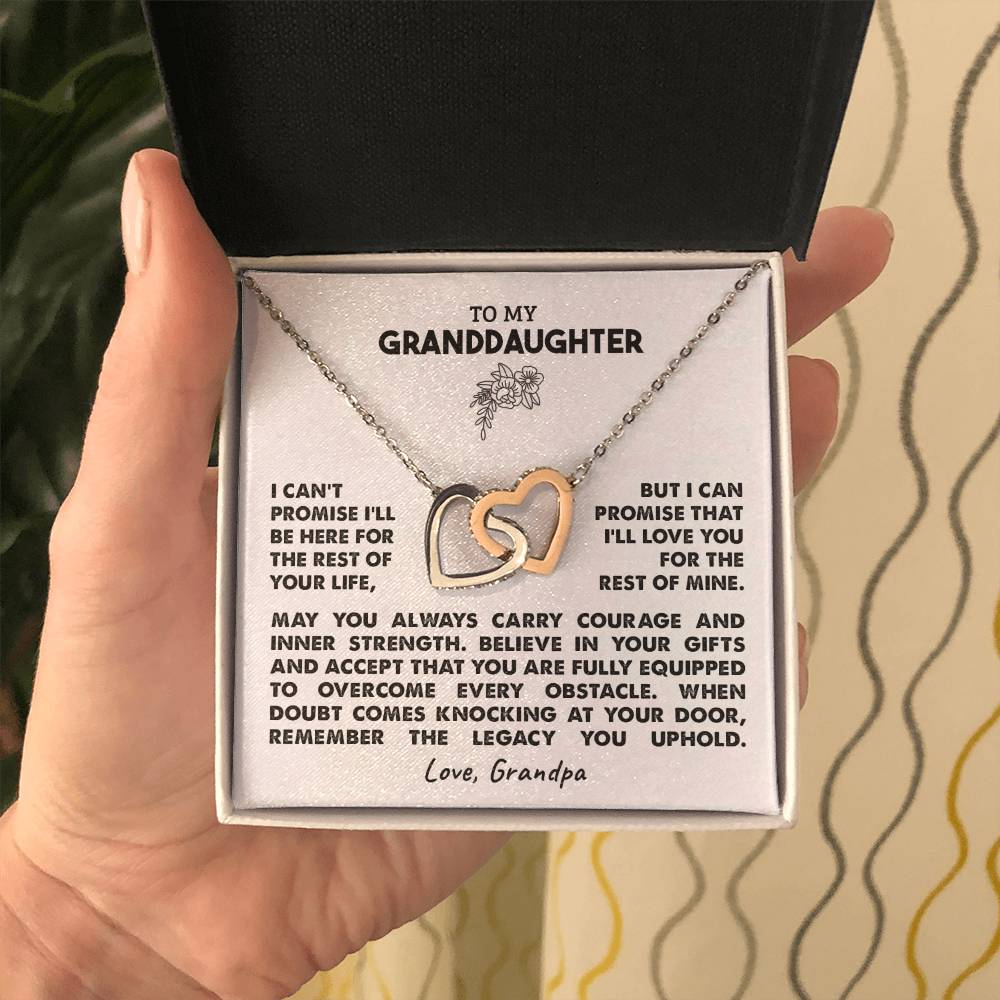 TO MY
GRANDDAUGHTER
I CAN'T
PROMISE I'LL
BE HERE FOR
THE REST OF
YOUR LIFE,
BUT I CAN
PROMISE THAT
I'LL LOVE YOU
FOR THE
REST OF MINE.
MAY YOU ALWAYS CARRY COURAGE AND
INNER STRENGTH. BELIEVE IN YOUR GIFTS
AND ACCEPT THAT YOU ARE FULLY EQUIPPED
TO OVERCOME EVERY OBSTACLE. WHEN
DOUBT COMES KNOCKING AT YOUR DOOR,
REMEMBER THE LEGACY YOU UPHOLD.
Love, Grandpa